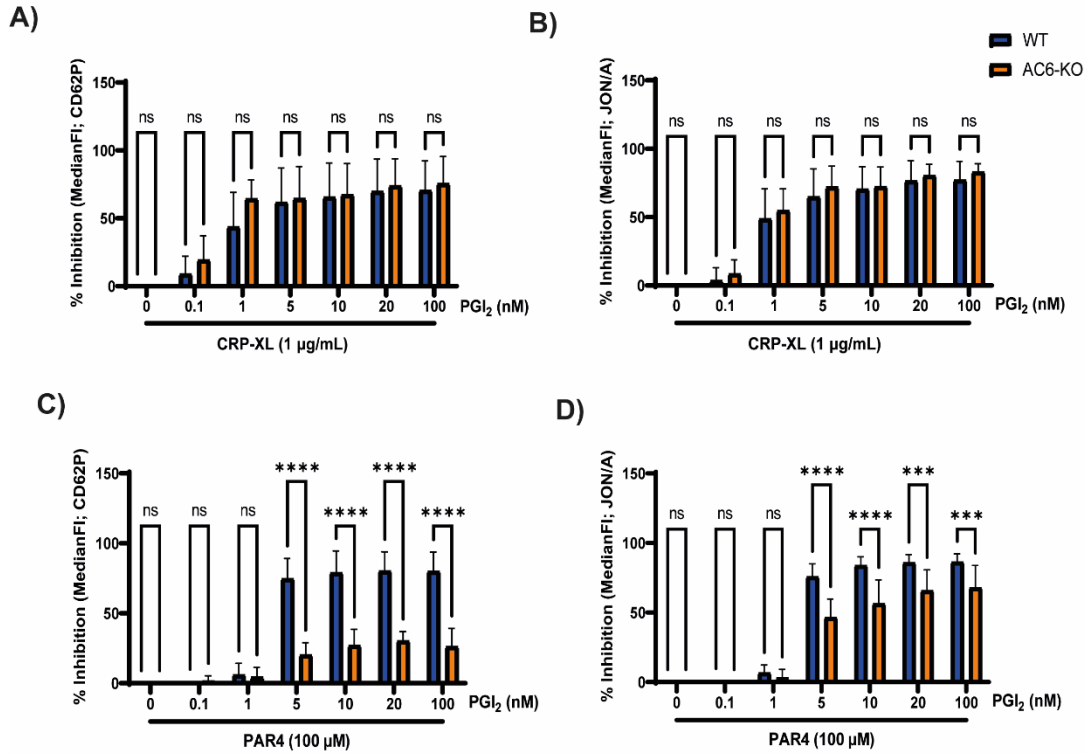 A)
B)
WT
AC6-KO
% Inhibition (MedianFI; CD62P)
150
100
50
0
ns ns ns ns ns ns ns
0 0.1 1 5 10 20 100 PGI₂ (nM)
CRP-XL (1 µg/mL)
% Inhibition (MedianFI; JON/A)
150
100
50
0
ns ns ns ns ns ns ns
0 0.1 1 5 10 20 100 PGI₂ (nM)
CRP-XL (1 µg/mL)
C)
D)
% Inhibition (MedianFI; CD62P)
150
100
50
0
ns ns ns **** **** **** ****
0 0.1 1 5 10 20 100 PGI₂ (nM)
PAR4 (100 µM)
% Inhibition (MedianFI; JON/A)
150
100
50
0
ns ns ns **** **** *** ***
0 0.1 1 5 10 20 100 PGI₂ (nM)
PAR4 (100 µM)